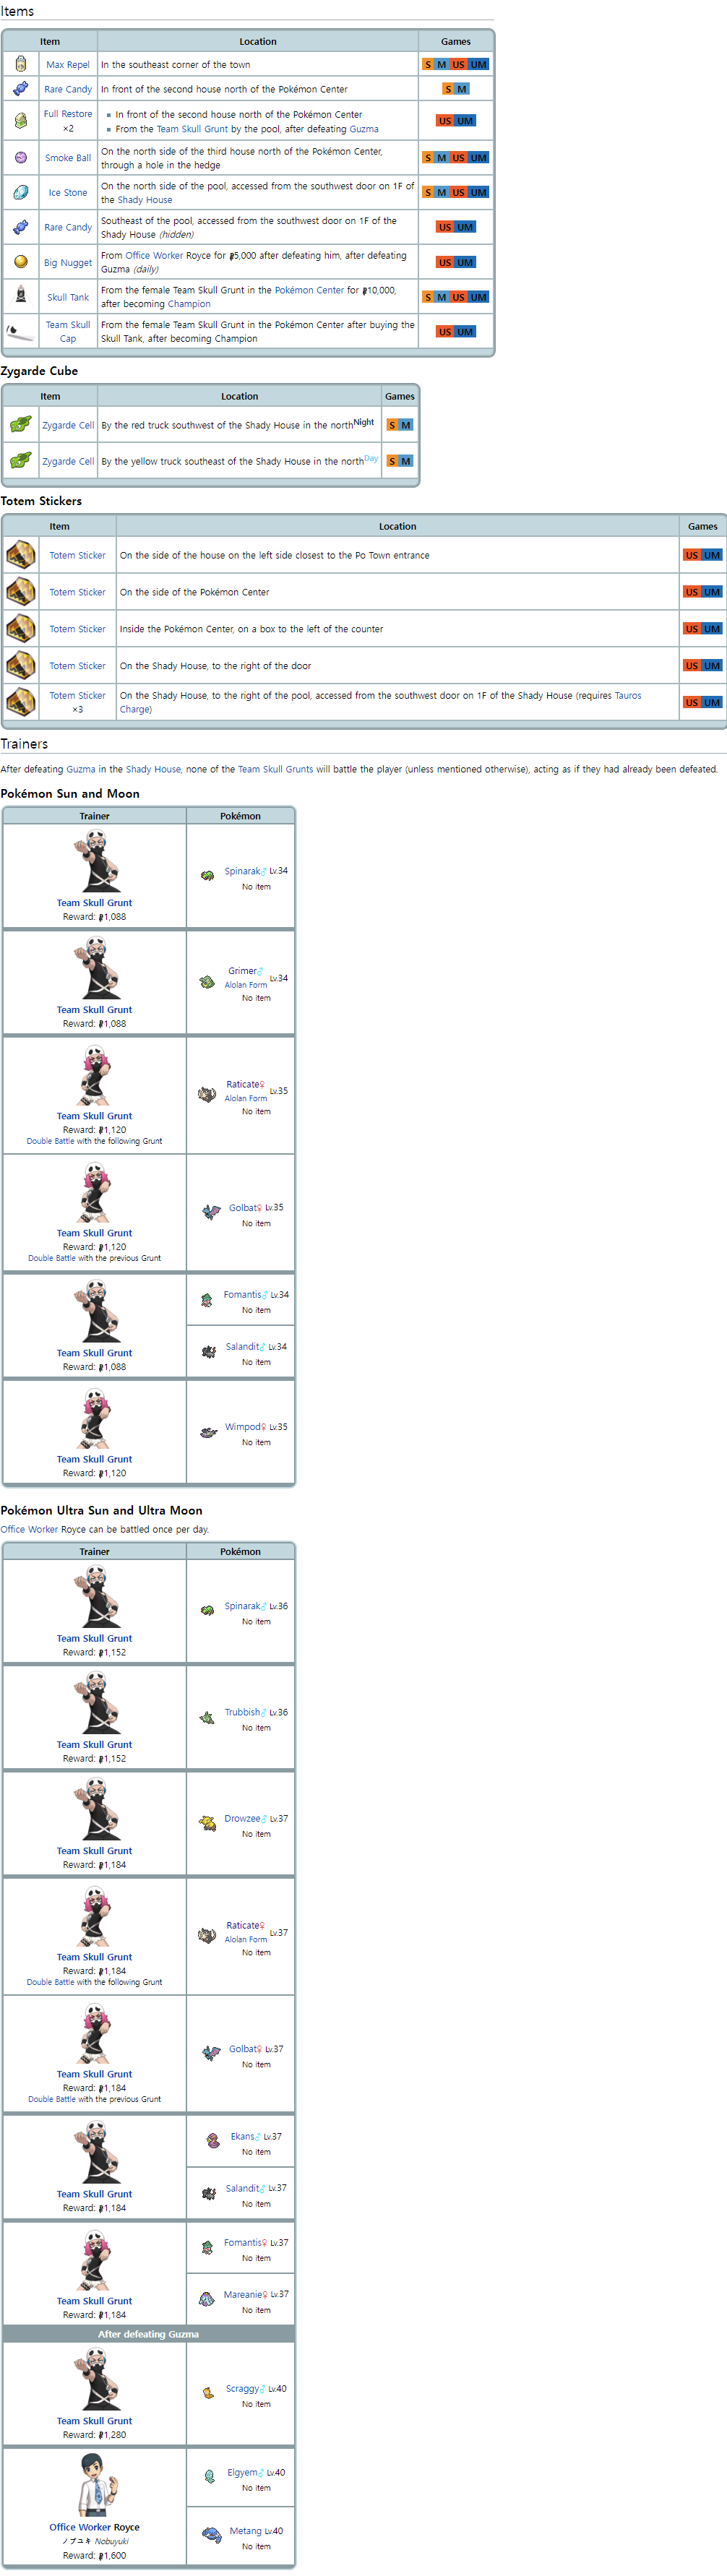 Items
Item Location Games
Max Repel In the southeast corner of the town S M US UM
Rare Candy In front of the second house north of the Pokémon Center S M
Full Restore ×2
In front of the second house north of the Pokémon Center
From the Team Skull Grunt by the pool, after defeating Guzma
US UM
Smoke Ball On the north side of the third house north of the Pokémon Center,
through a hole in the hedge S M US UM
Ice Stone On the north side of the pool, accessed from the southwest door on 1F of
the Shady House S M US UM
Rare Candy Southeast of the pool, accessed from the southwest door on 1F of the
Shady House (hidden) US UM
Big Nugget From Office Worker Royce for 5,000 after defeating him, after defeating
Guzma (daily) US UM
Skull Tank From the female Team Skull Grunt in the Pokémon Center for 10,000,
after becoming Champion S M US UM
Team Skull Cap From the female Team Skull Grunt in the Pokémon Center after buying the
Skull Tank, after becoming Champion US UM
Zygarde Cube
Item Location Games
Zygarde Cell By the red truck southwest of the Shady House in the north Night S M
Zygarde Cell By the yellow truck southeast of the Shady House in the north Day S M
Totem Stickers
Item Location Games
Totem Sticker On the side of the house on the left side closest to the Po Town entrance US UM
Totem Sticker On the side of the Pokémon Center US UM
Totem Sticker Inside the Pokémon Center, on a box to the left of the counter US UM
Totem Sticker On the Shady House, to the right of the door US UM
Totem Sticker ×3 On the Shady House, to the right of the pool, accessed from the southwest door on 1F of the Shady House (requires Tauros
Charge) US UM
Trainers
After defeating Guzma in the Shady House, none of the Team Skull Grunts will battle the player (unless mentioned otherwise), acting as if they had already been defeated.
Pokémon Sun and Moon
Trainer Pokémon
Spinarak♂ Lv.34
No item
Team Skull Grunt
Reward: 1,088
Grimer♂ Lv.34
Alolan Form
No item
Team Skull Grunt
Reward: 1,088
Raticate♀ Lv.35
Alolan Form
No item
Team Skull Grunt
Reward: 1,120
Double Battle with the following Grunt
Golbat♀ Lv.35
No item
Team Skull Grunt
Reward: 1,120
Double Battle with the previous Grunt
Fomantis♂ Lv.34
No item
Salandit♂ Lv.34
No item
Team Skull Grunt
Reward: 1,088
Wimpod♀ Lv.35
No item
Team Skull Grunt
Reward: 1,120
Pokémon Ultra Sun and Ultra Moon
Office Worker Royce can be battled once per day.
Trainer Pokémon
Spinarak♂ Lv.36
No item
Team Skull Grunt
Reward: 1,152
Trubbish♂ Lv.36
No item
Team Skull Grunt
Reward: 1,152
Drowzee♂ Lv.37
No item
Team Skull Grunt
Reward: 1,184
Raticate♀ Lv.37
Alolan Form
No item
Team Skull Grunt
Reward: 1,184
Double Battle with the following Grunt
Golbat♀ Lv.37
No item
Team Skull Grunt
Reward: 1,184
Double Battle with the previous Grunt
Ekans♂ Lv.37
No item
Salandit♂ Lv.37
No item
Team Skull Grunt
Reward: 1,184
Fomantis♀ Lv.37
No item
Mareanie♀ Lv.37
No item
Team Skull Grunt
Reward: 1,184
After defeating Guzma
Scraggy♂ Lv.40
No item
Team Skull Grunt
Reward: 1,280
Elgyem♂ Lv.40
No item
Metang Lv.40
No item
Office Worker Royce
ノブユキ Nobuyuki
Reward: 1,600